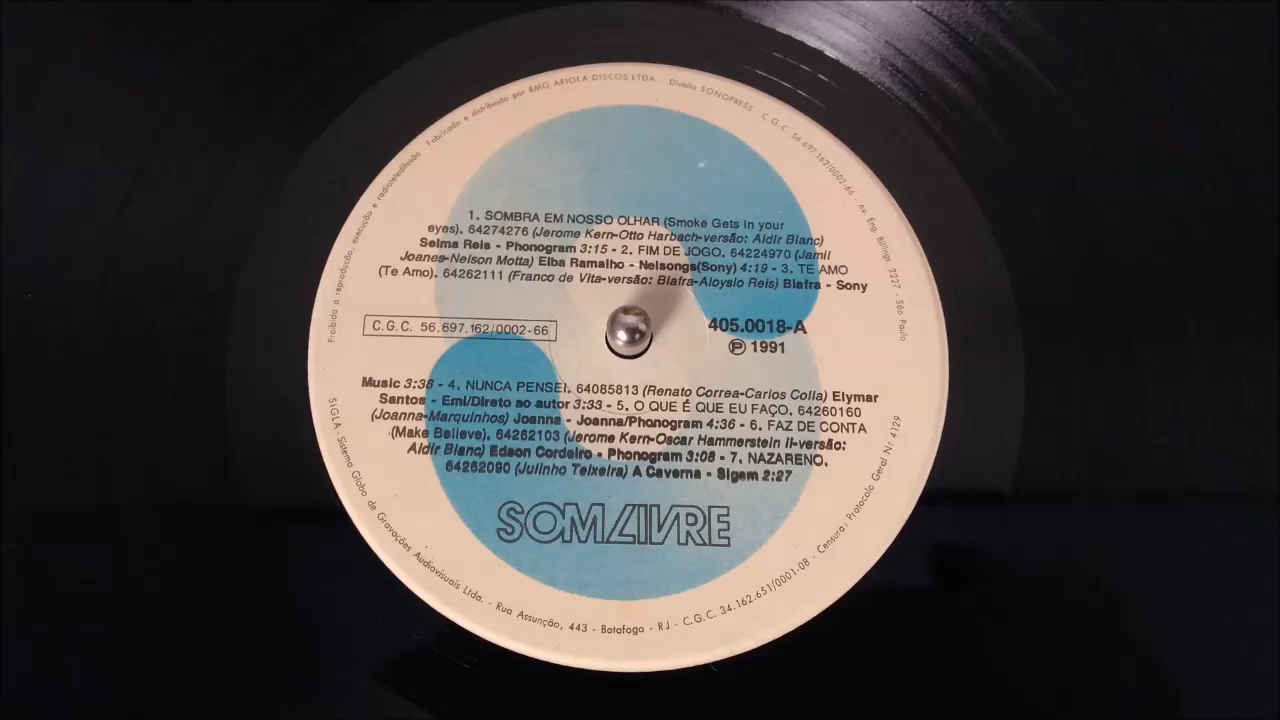 Proibida a reprodução, execução e radioteledifusão · Fabricado e distribuído por BMG ARIOLA DISCOS LTDA. Divisão SONOPRESS · C.G.C. 56.697.162/0002-66 · Av. Eng. Billings, 2227 - São Paulo
1. SOMBRA EM NOSSO OLHAR (Smoke Gets in your
eyes). 64274276 (Jerome Kern-Otto Harbach-versão: Aldir Blanc)
Selma Reis - Phonogram 3:15 - 2. FIM DE JOGO. 64224970 (Jamil
Joanes-Nelson Motta) Elba Ramalho - Nelsongs(Sony) 4:19 - 3. TE AMO
(Te Amo). 64262111 (Franco de Vita-versão: Biafra-Aloysio Reis) Biafra - Sony
C.G.C. 56.697.162/0002-66
405.0018-A
Ⓟ 1991
Music 3:38 - 4. NUNCA PENSEI. 64085813 (Renato Correa-Carlos Colla) Elymar
Santos - Emi/Direto ao autor 3:33 - 5. O QUE É QUE EU FAÇO. 64260160
(Joanna-Marquinhos) Joanna - Joanna/Phonogram 4:36 - 6. FAZ DE CONTA
(Make Believe). 64262103 (Jerome Kern-Oscar Hammerstein II-versão:
Aldir Blanc) Edson Cordeiro - Phonogram 3:08 - 7. NAZARENO.
64262090 (Julinho Teixeira) A Caverna - Sigem 2:27
SOM LIVRE
SIGLA - Sistema Globo de Gravações Audiovisuais Ltda. - Rua Assunção, 443 - Botafogo - RJ - C.G.C. 34.162.651/0001-08 - Censura: Protocolo Geral N: 4129